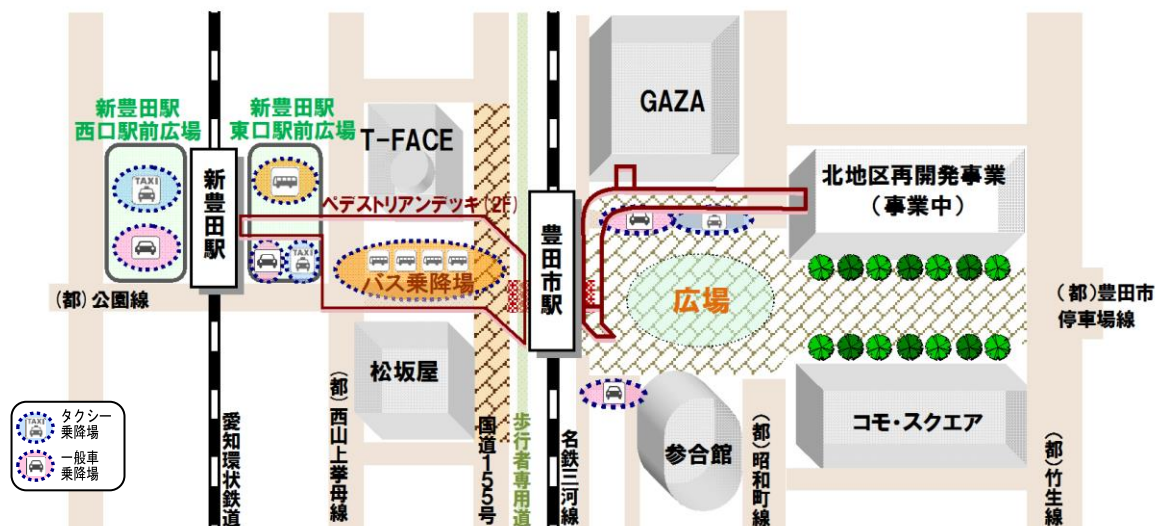 新豊田駅
西口駅前広場
新豊田駅
東口駅前広場
T-FACE
GAZA
TAXI
新豊田駅
ペデストリアンデッキ(2F)
豊田市駅
北地区再開発事業
(事業中)
TAXI
バス乗降場
広場
(都)公園線
(都)豊田市
停車場線
松坂屋
参合館
コモ・スクエア
TAXI
タクシー
乗降場
一般車
乗降場
愛知環状鉄道
(都)西山上挙母線
国道155号
歩行者専用道
名鉄三河線
(都)昭和町線
(都)竹生線